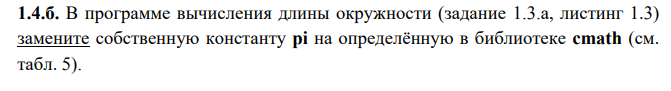 1.4.б. В программе вычисления длины окружности (задание 1.3.а, листинг 1.3)
замените собственную константу pi на определённую в библиотеке cmath (см.
табл. 5).